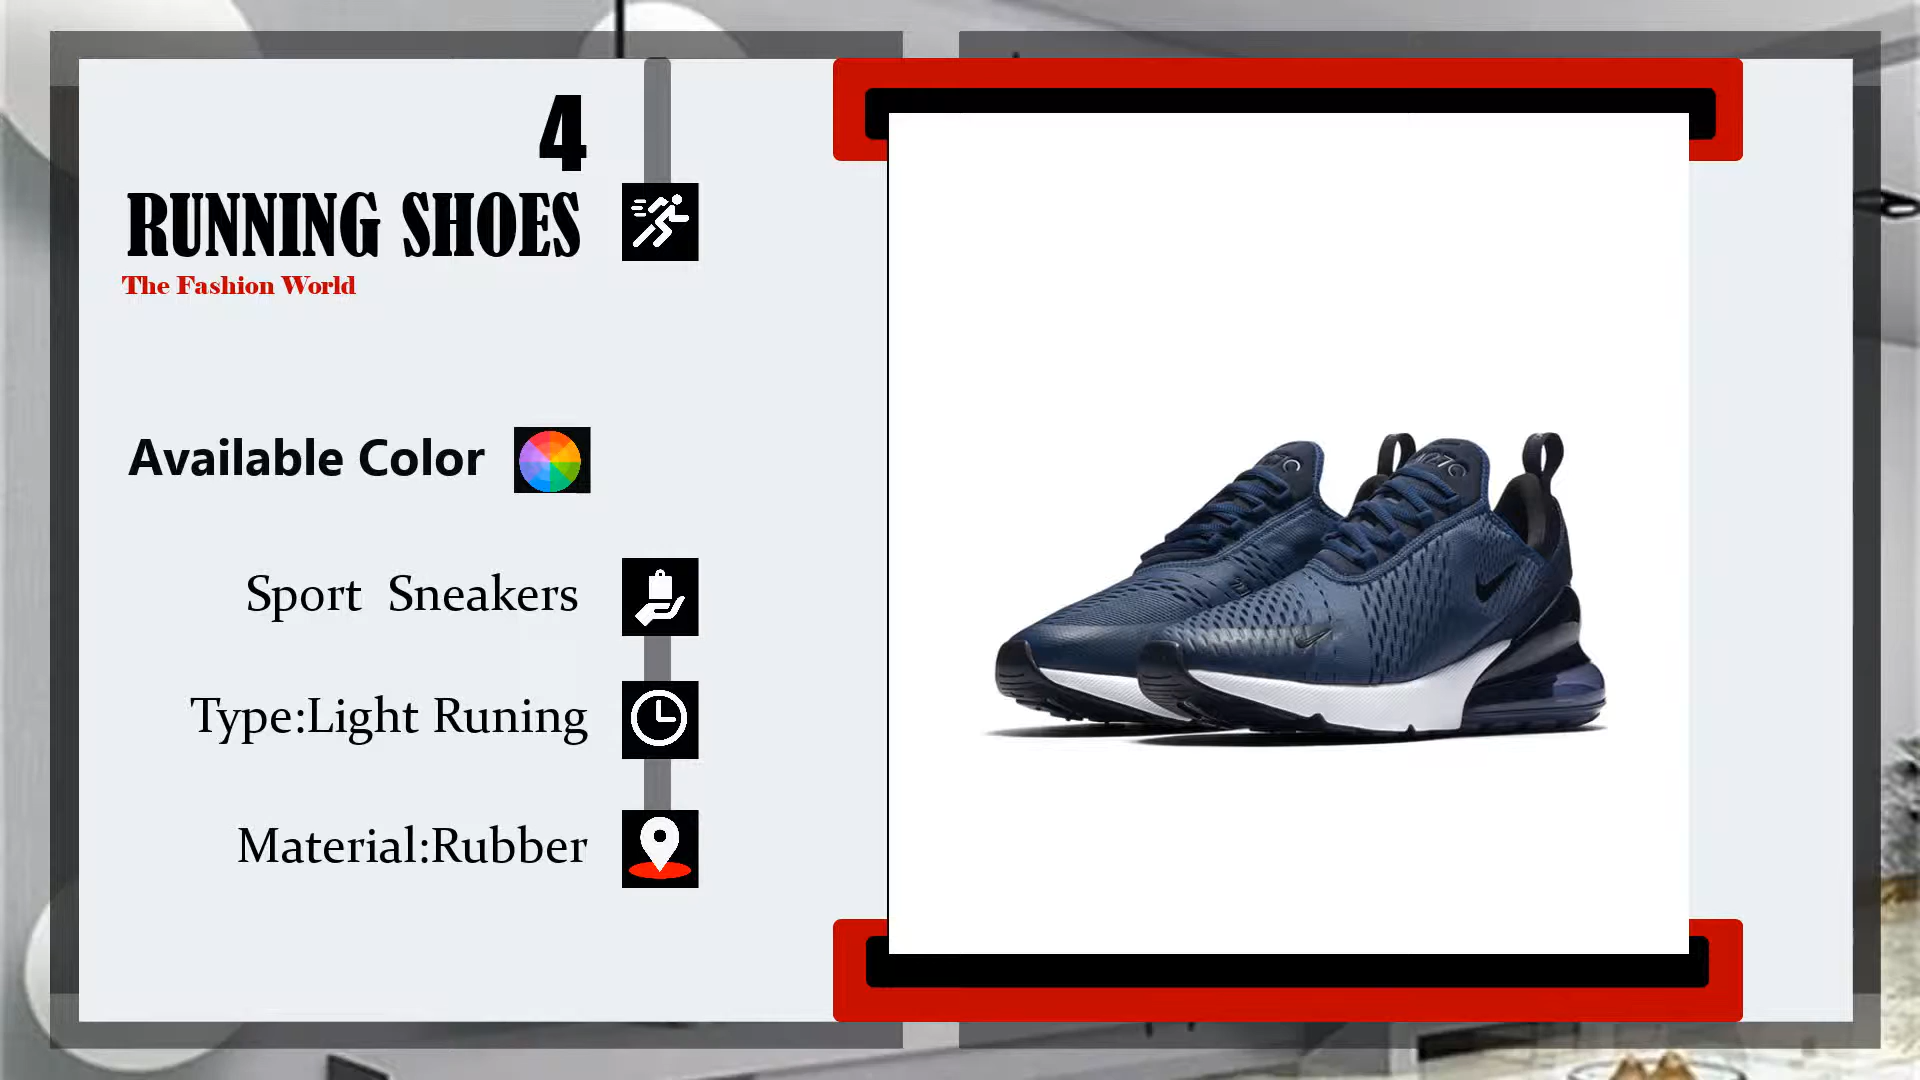 4
RUNNING SHOES
The Fashion World
Available Color
Sport Sneakers
Type:Light Runing
Material:Rubber